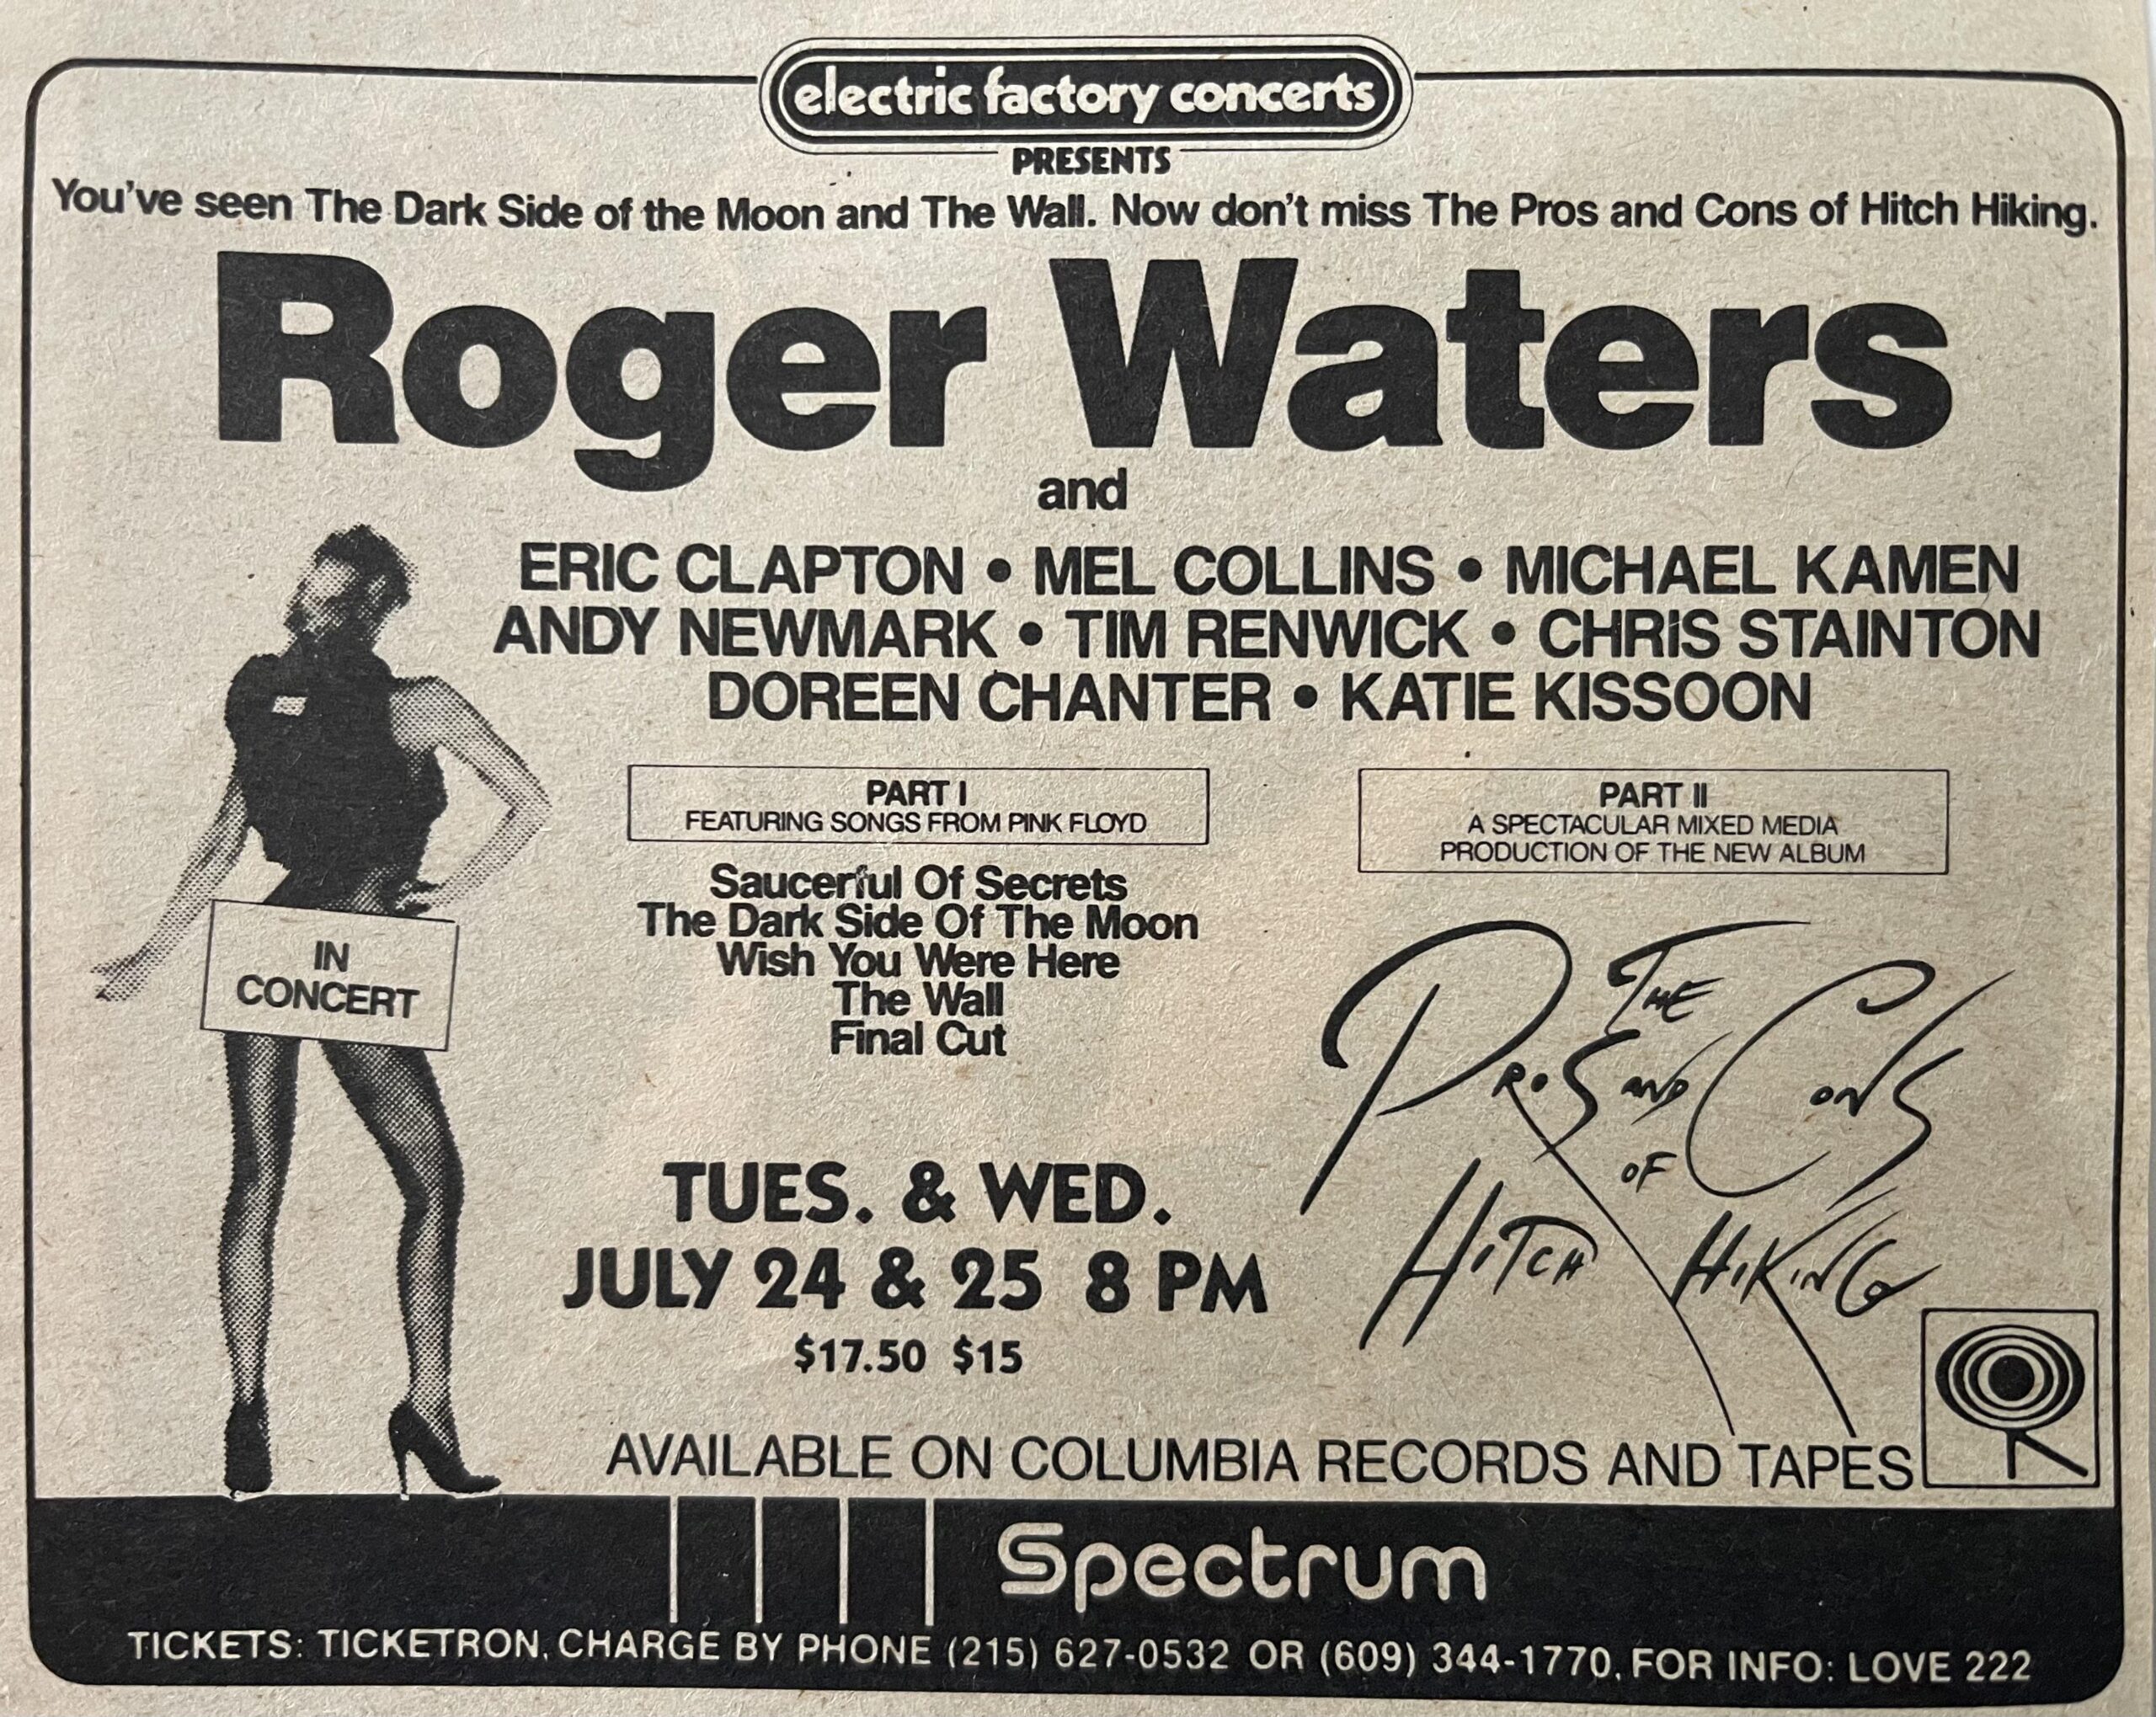 electric factory concerts
PRESENTS
You've seen The Dark Side of the Moon and The Wall. Now don't miss The Pros and Cons of Hitch Hiking.
Roger Waters
and
ERIC CLAPTON • MEL COLLINS • MICHAEL KAMEN
ANDY NEWMARK • TIM RENWICK • CHRIS STAINTON
DOREEN CHANTER • KATIE KISSOON
PART I
FEATURING SONGS FROM PINK FLOYD
Saucerful Of Secrets
The Dark Side Of The Moon
Wish You Were Here
The Wall
Final Cut
PART II
A SPECTACULAR MIXED MEDIA
PRODUCTION OF THE NEW ALBUM
THE
PROS AND CONS
OF
HITCH HIKING
IN
CONCERT
TUES. & WED.
JULY 24 & 25 8 PM
$17.50 $15
AVAILABLE ON COLUMBIA RECORDS AND TAPES
Spectrum
TICKETS: TICKETRON, CHARGE BY PHONE (215) 627-0532 OR (609) 344-1770, FOR INFO: LOVE 222